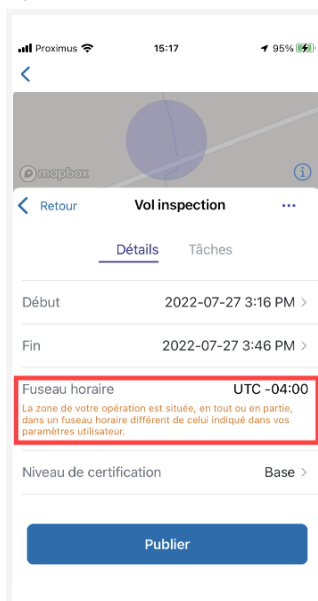 Proximus 15:17 95%
mapbox
Retour Vol inspection ...
Détails Tâches
Début 2022-07-27 3:16 PM >
Fin 2022-07-27 3:46 PM >
Fuseau horaire UTC -04:00
La zone de votre opération est située, en tout ou en partie,
dans un fuseau horaire différent de celui indiqué dans vos
paramètres utilisateur.
Niveau de certification Base >
Publier